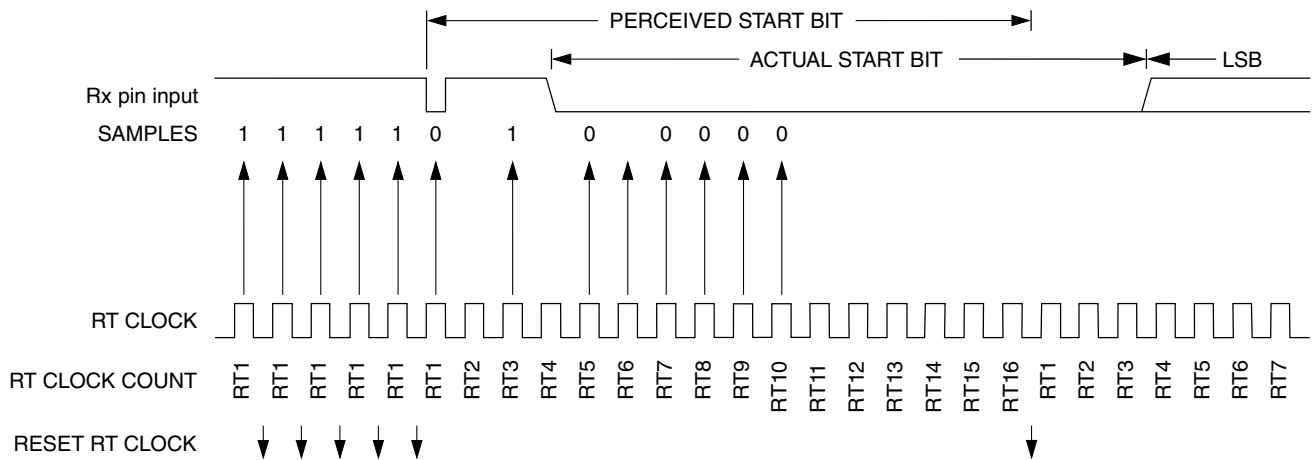 PERCEIVED START BIT
ACTUAL START BIT LSB
Rx pin input
SAMPLES 1 1 1 1 1 0 1 0 0 0 0 0
RT CLOCK
RT CLOCK COUNT RT1 RT1 RT1 RT1 RT1 RT1 RT2 RT3 RT4 RT5 RT6 RT7 RT8 RT9 RT10 RT11 RT12 RT13 RT14 RT15 RT16 RT1 RT2 RT3 RT4 RT5 RT6 RT7
RESET RT CLOCK